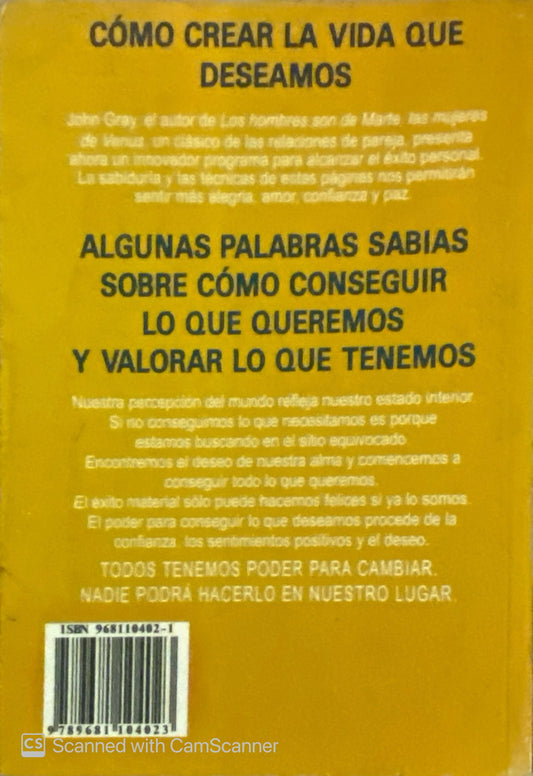 CÓMO CREAR LA VIDA QUE
DESEAMOS
John Gray, el autor de Los hombres son de Marte, las mujeres
de Venus, un clásico de las relaciones de pareja, presenta
ahora un innovador programa para alcanzar el éxito personal.
La sabiduría y las técnicas de estas páginas nos permitirán
sentir más alegría, amor, confianza y paz.
ALGUNAS PALABRAS SABIAS
SOBRE CÓMO CONSEGUIR
LO QUE QUEREMOS
Y VALORAR LO QUE TENEMOS
Nuestra percepción del mundo refleja nuestro estado interior.
Si no conseguimos lo que necesitamos es porque
estamos buscando en el sitio equivocado.
Encontremos el deseo de nuestra alma y comencemos a
conseguir todo lo que queremos.
El éxito material sólo puede hacernos felices si ya lo somos.
El poder para conseguir lo que deseamos procede de la
confianza, los sentimientos positivos y el deseo.
TODOS TENEMOS PODER PARA CAMBIAR.
NADIE PODRÁ HACERLO EN NUESTRO LUGAR.
ISBN 968110402-1
9789681104023
CS Scanned with CamScanner